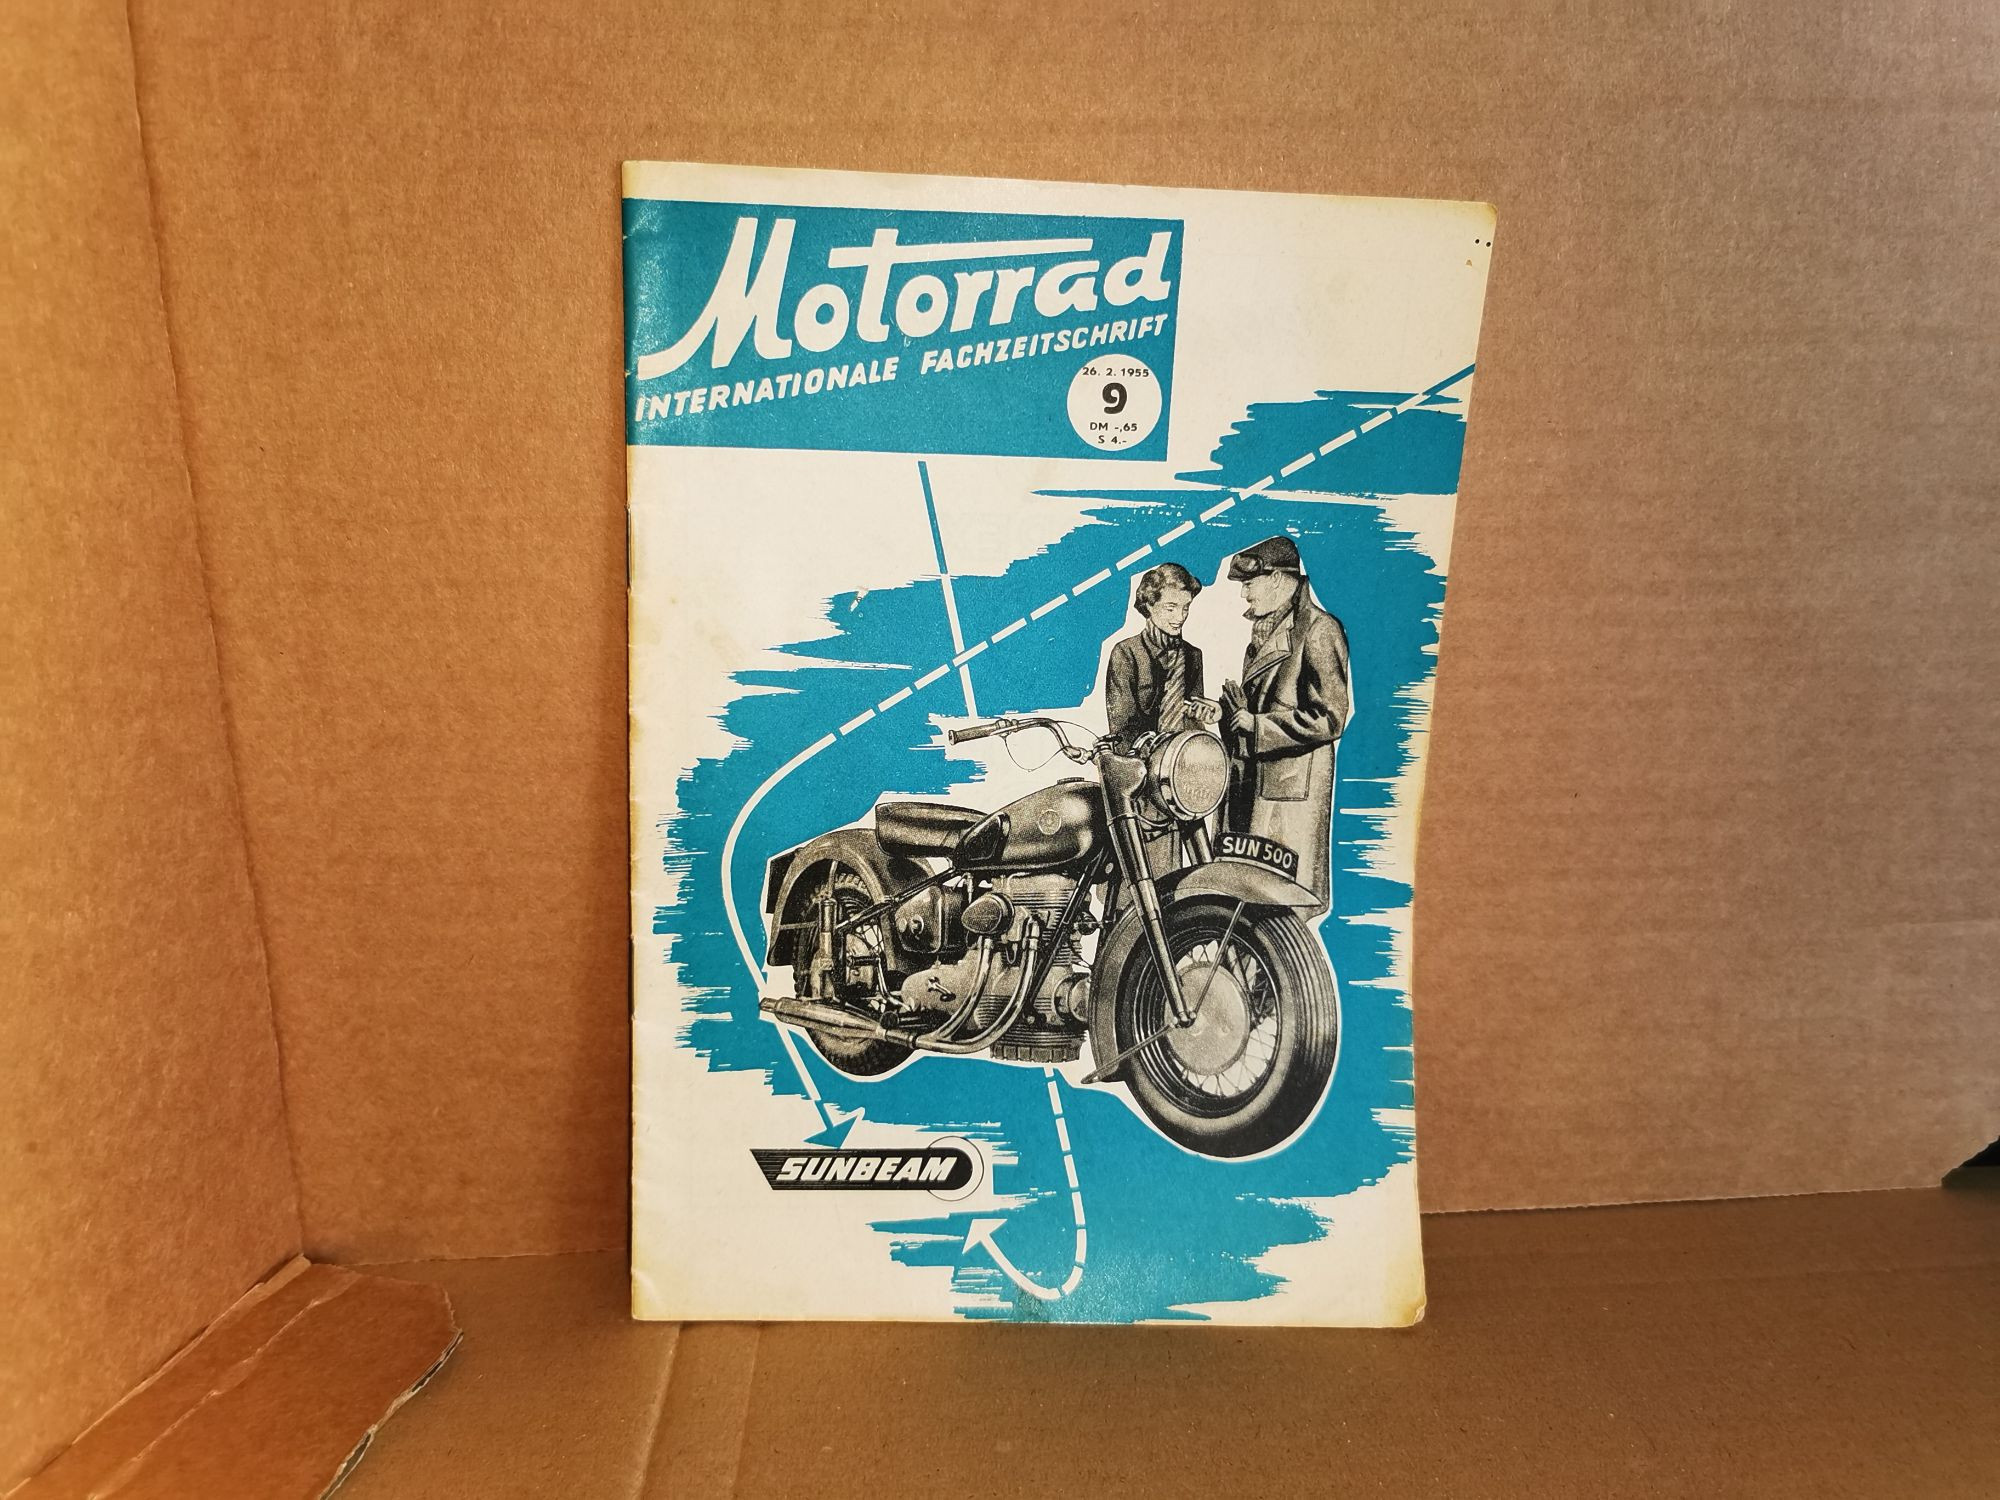 Motorrad
INTERNATIONALE FACHZEITSCHRIFT
26. 2. 1955
9
DM -,65
S 4.-
SUN 500
SUNBEAM